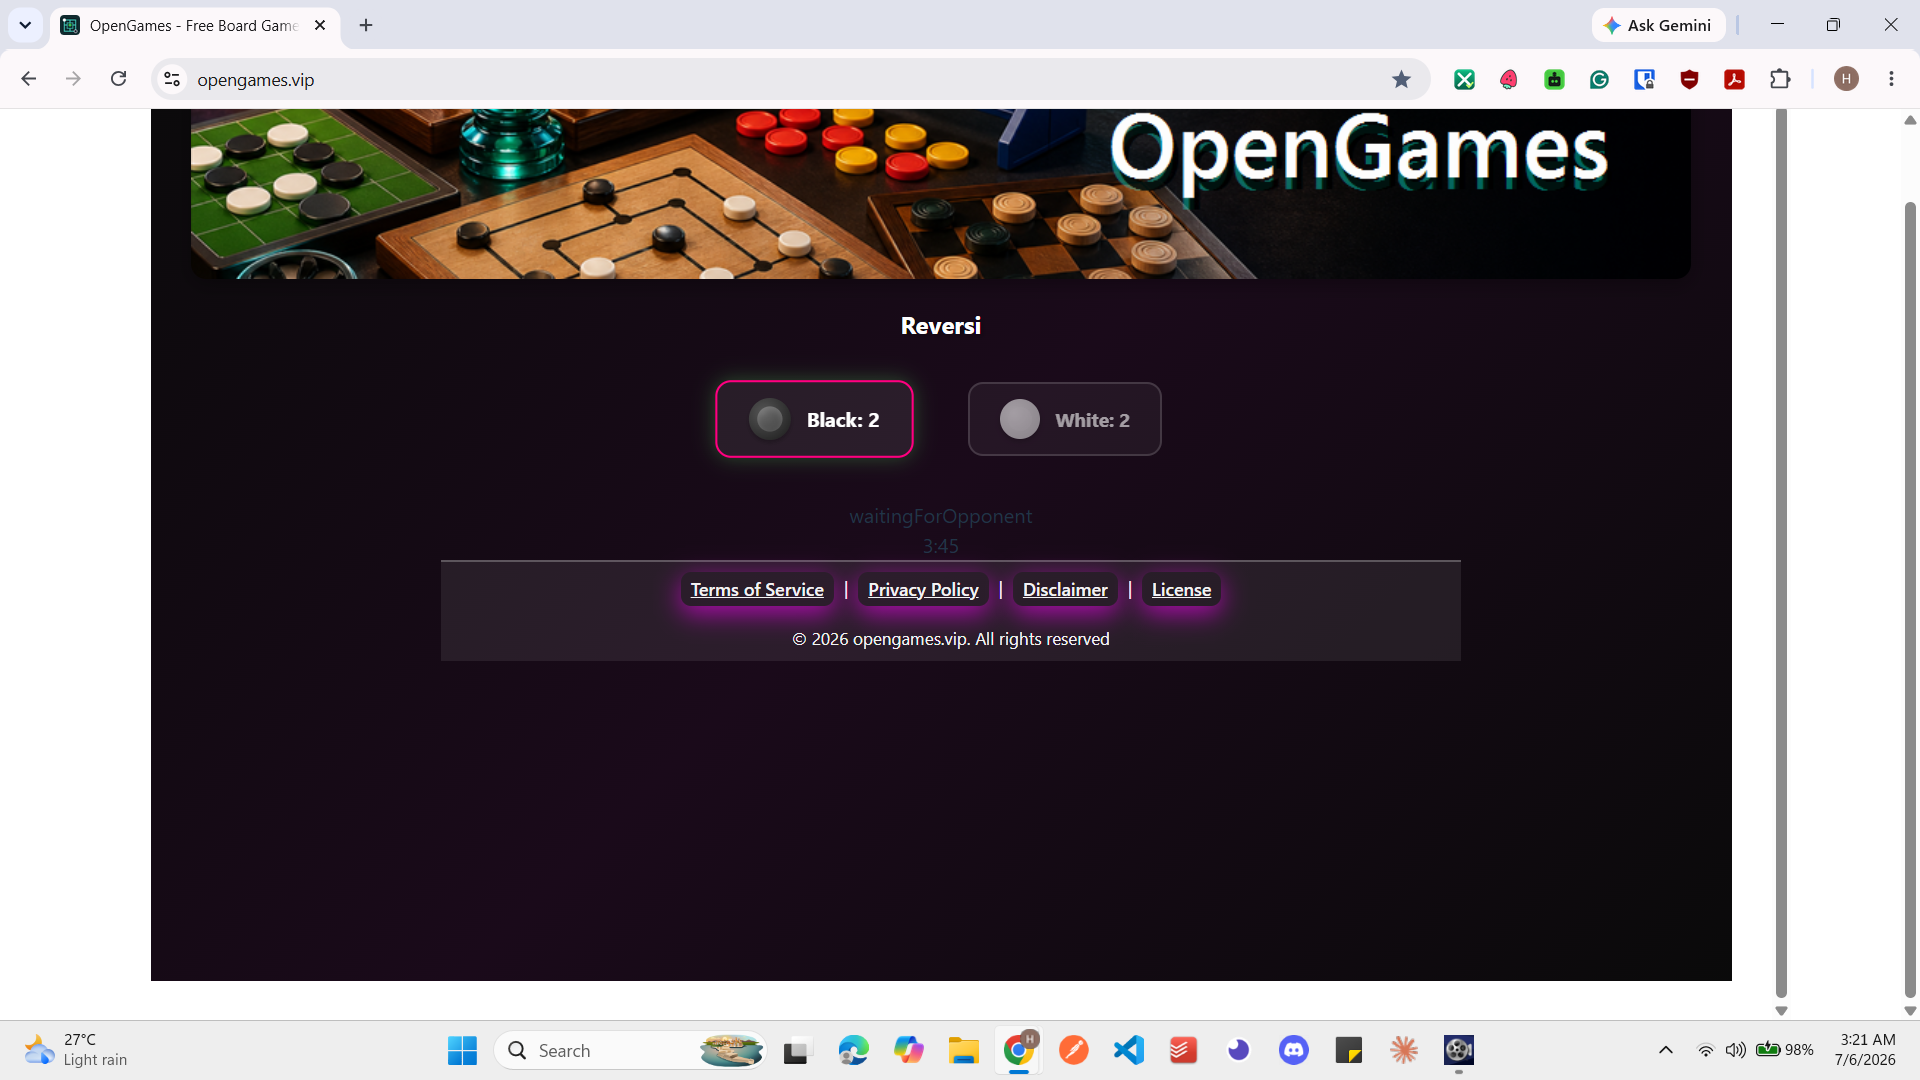 OpenGames - Free Board Game
Ask Gemini
opengames.vip
H
OpenGames
Reversi
Black: 2
White: 2
waitingForOpponent
3:45
Terms of Service | Privacy Policy | Disclaimer | License
© 2026 opengames.vip. All rights reserved
27°C
Light rain
Search
H
98%
3:21 AM
7/6/2026